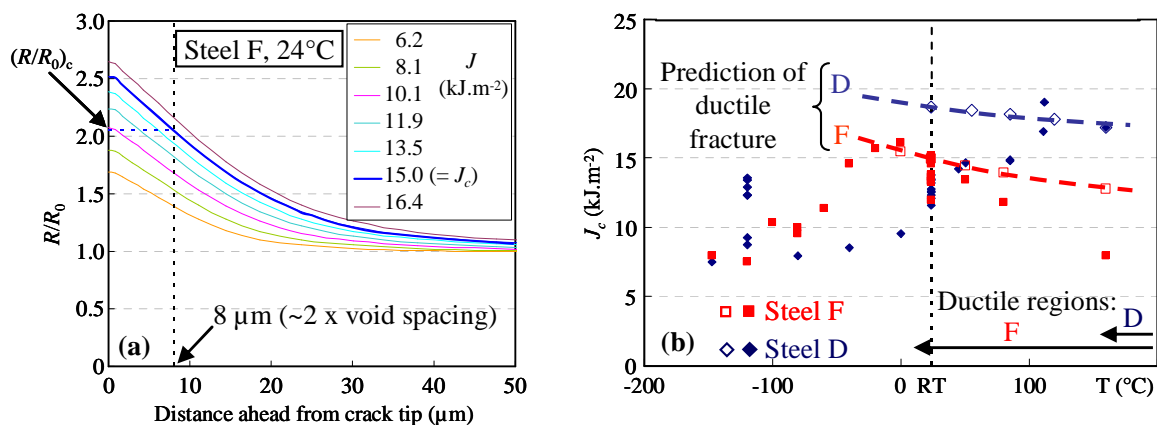 3.0
2.5
2.0
1.5
1.0
0.5
0
R/R0
(R/R0)c
Steel F, 24°C
J
(kJ.m-2)
6.2
8.1
10.1
11.9
13.5
15.0 (= Jc)
16.4
8 µm (~2 x void spacing)
(a)
0 10 20 30 40 50
Distance ahead from crack tip (µm)
25
20
15
10
5
0
Jc (kJ.m-2)
Prediction of
ductile
fracture
D
F
Steel F
Steel D
Ductile regions:
D
F
(b)
-200 -100 0 RT 100 T (°C)